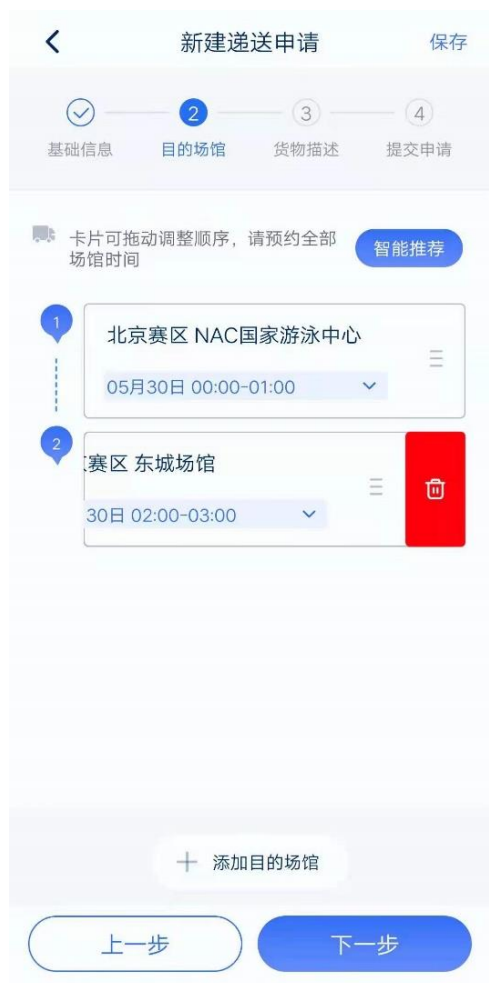 新建递送申请
保存
2
3
4
基础信息
目的场馆
货物描述
提交申请
卡片可拖动调整顺序，请预约全部
场馆时间
智能推荐
1
北京赛区 NAC国家游泳中心
05月30日 00:00-01:00
2
赛区 东城场馆
30日 02:00-03:00
添加目的场馆
上一步
下一步